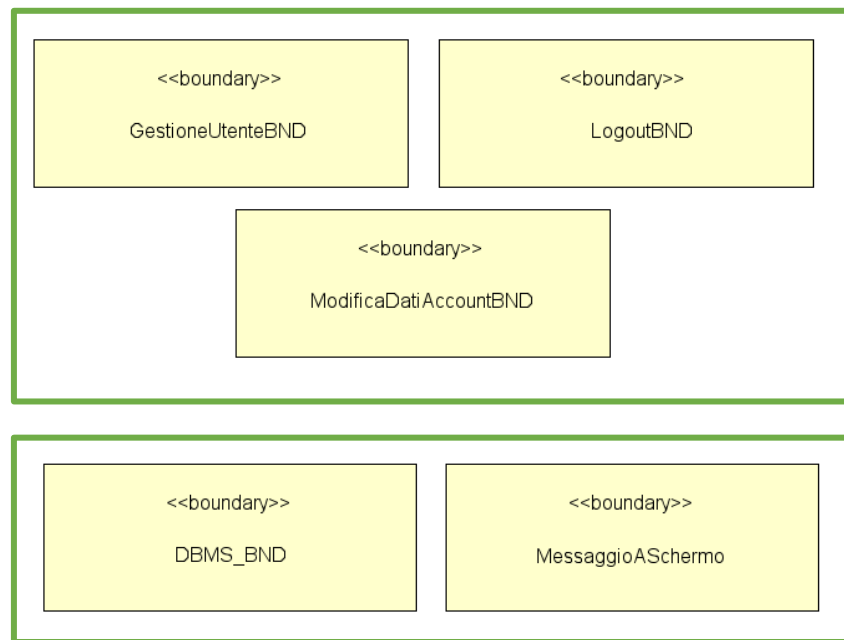 <<boundary>>
GestioneUtenteBND
<<boundary>>
LogoutBND
<<boundary>>
ModificaDatiAccountBND
<<boundary>>
DBMS_BND
<<boundary>>
MessaggioASchermo